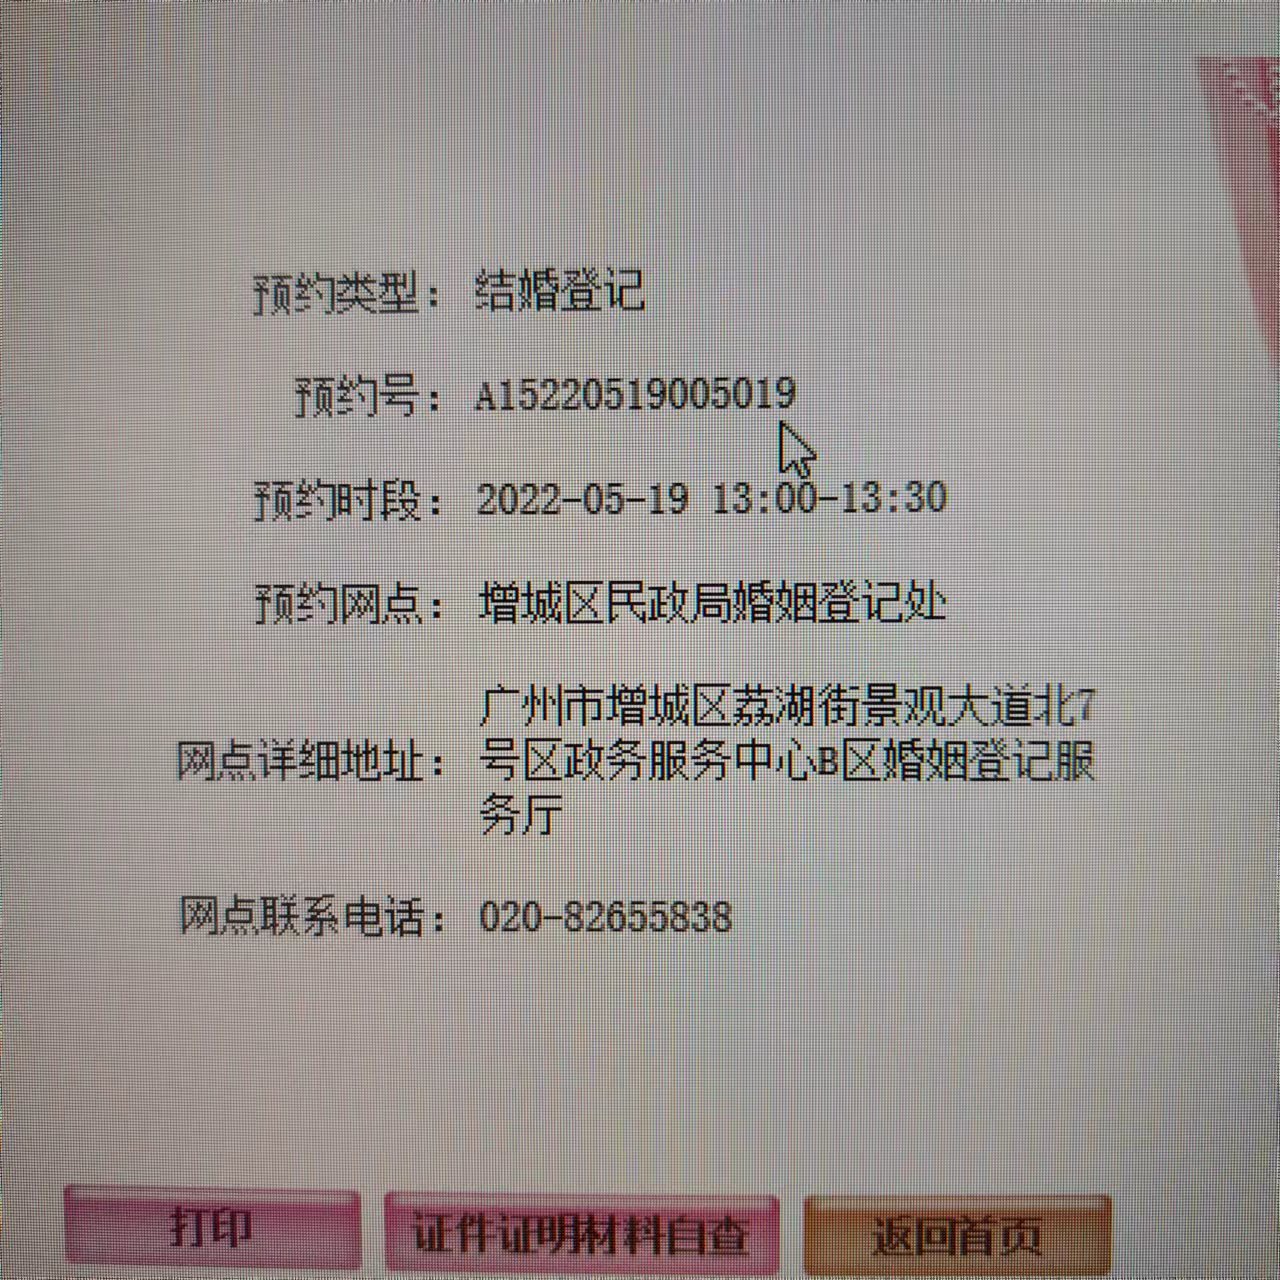 预约类型：结婚登记
预约号：A15220519005019
预约时段：2022-05-19 13:00-13:30
预约网点：增城区民政局婚姻登记处
网点详细地址：广州市增城区荔湖街景观大道北7
号区政务服务中心B区婚姻登记服
务厅
网点联系电话：020-82655838
打印 证件证明材料自查 返回首页